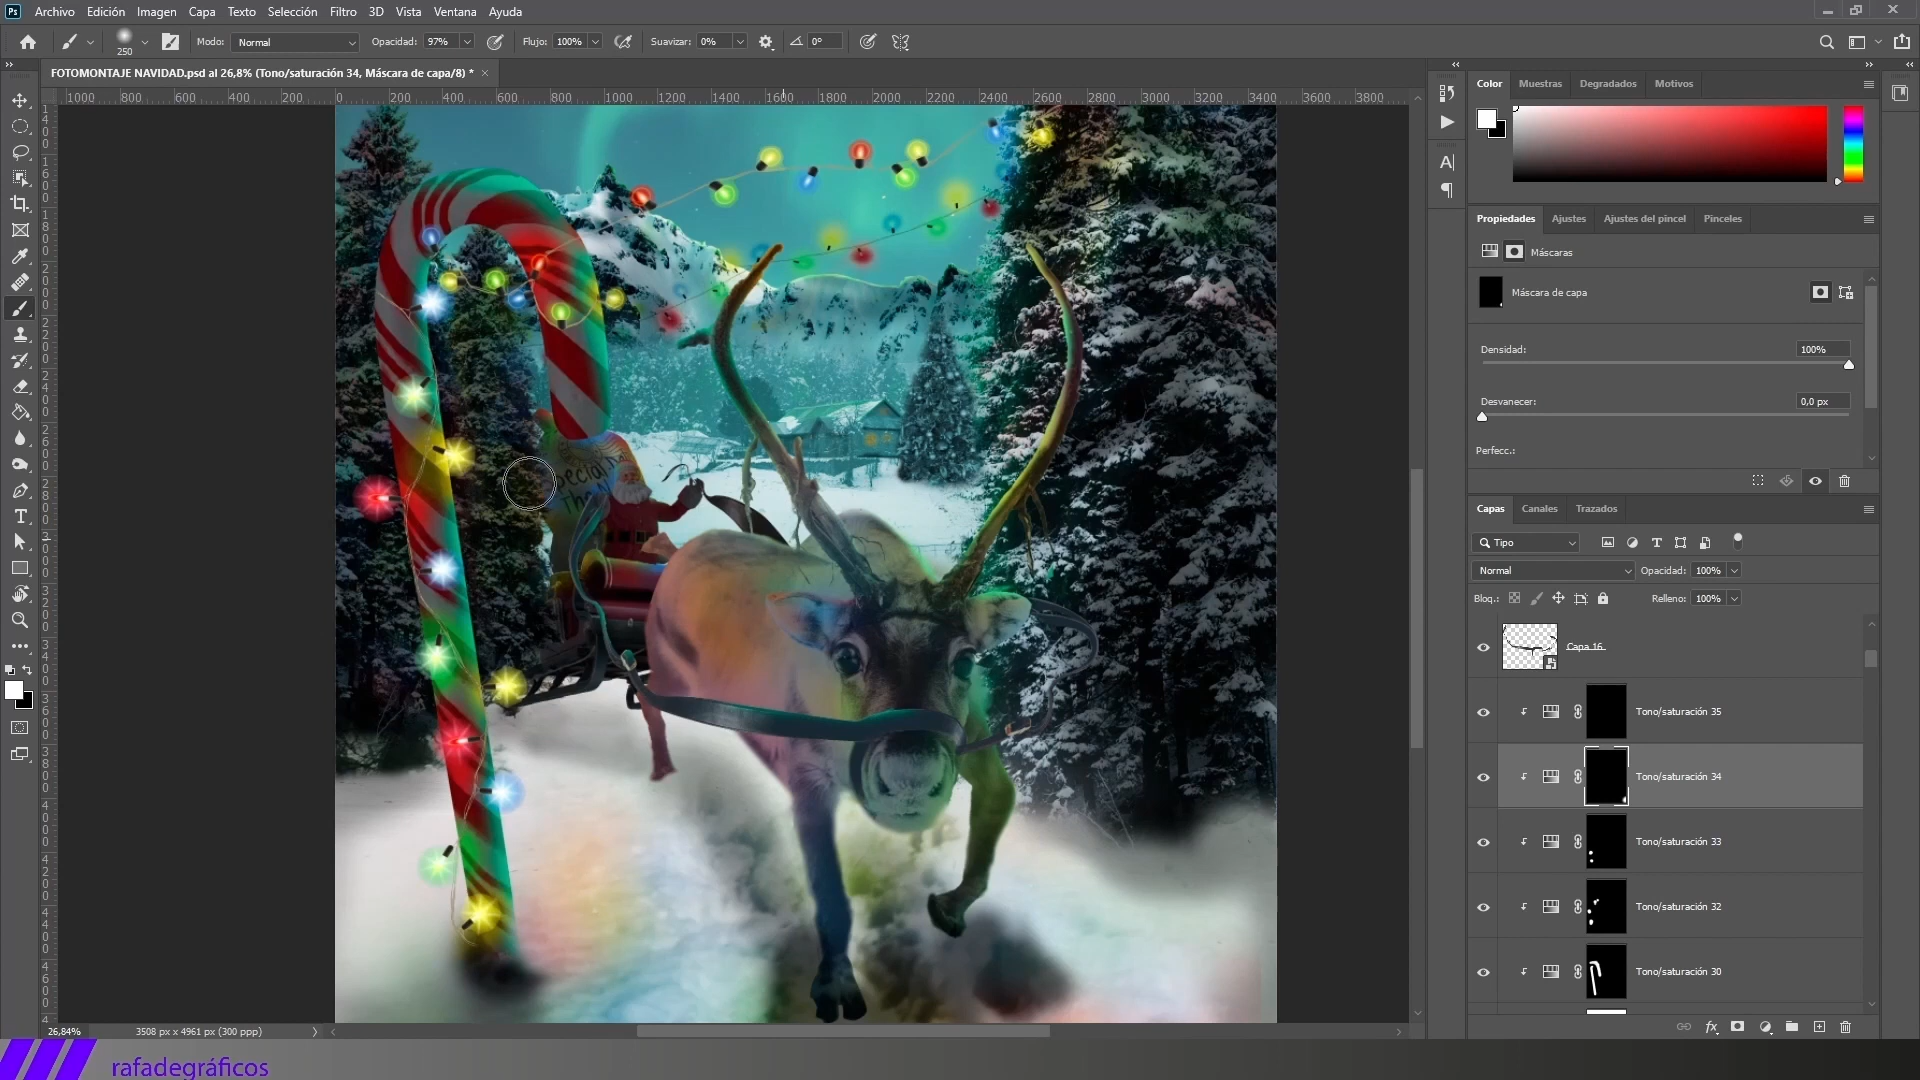 Ps Archivo Edición Imagen Capa Texto Selección Filtro 3D Vista Ventana Ayuda
250 Modo: Normal Opacidad: 97% Flujo: 100% Suavizar: 0% 0°
FOTOMONTAJE NAVIDAD.psd al 26,8% (Tono/saturación 34, Máscara de capa/8) *
1000 800 600 400 200 0 200 400 600 800 1000 1200 1400 1600 1800 2000 2200 2400 2600 2800 3000 3200 3400 3600 3800
Color Muestras Degradados Motivos
Propiedades Ajustes Ajustes del pincel Pinceles
Máscaras
Máscara de capa
Densidad: 100%
Desvanecer: 0,0 px
Perfecc.:
Capas Canales Trazados
Tipo
Normal Opacidad: 100%
Bloq.: Relleno: 100%
Capa 16
Tono/saturación 35
Tono/saturación 34
Tono/saturación 33
Tono/saturación 32
Tono/saturación 30
26,84% 3508 px x 4961 px (300 ppp)
rafadegráficos